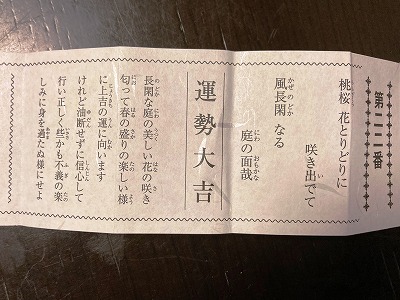 第二二番
桃桜 花とりどりに
咲き出でて
風長閑なる
庭の面哉
運勢大吉
長閑な庭の美しい花の咲き
匂って春の盛りの楽しい様
に上吉の運に向います
けれど油断せずに信心して
行い正しく些かも不義の楽
しみに身を過たぬ様にせよ